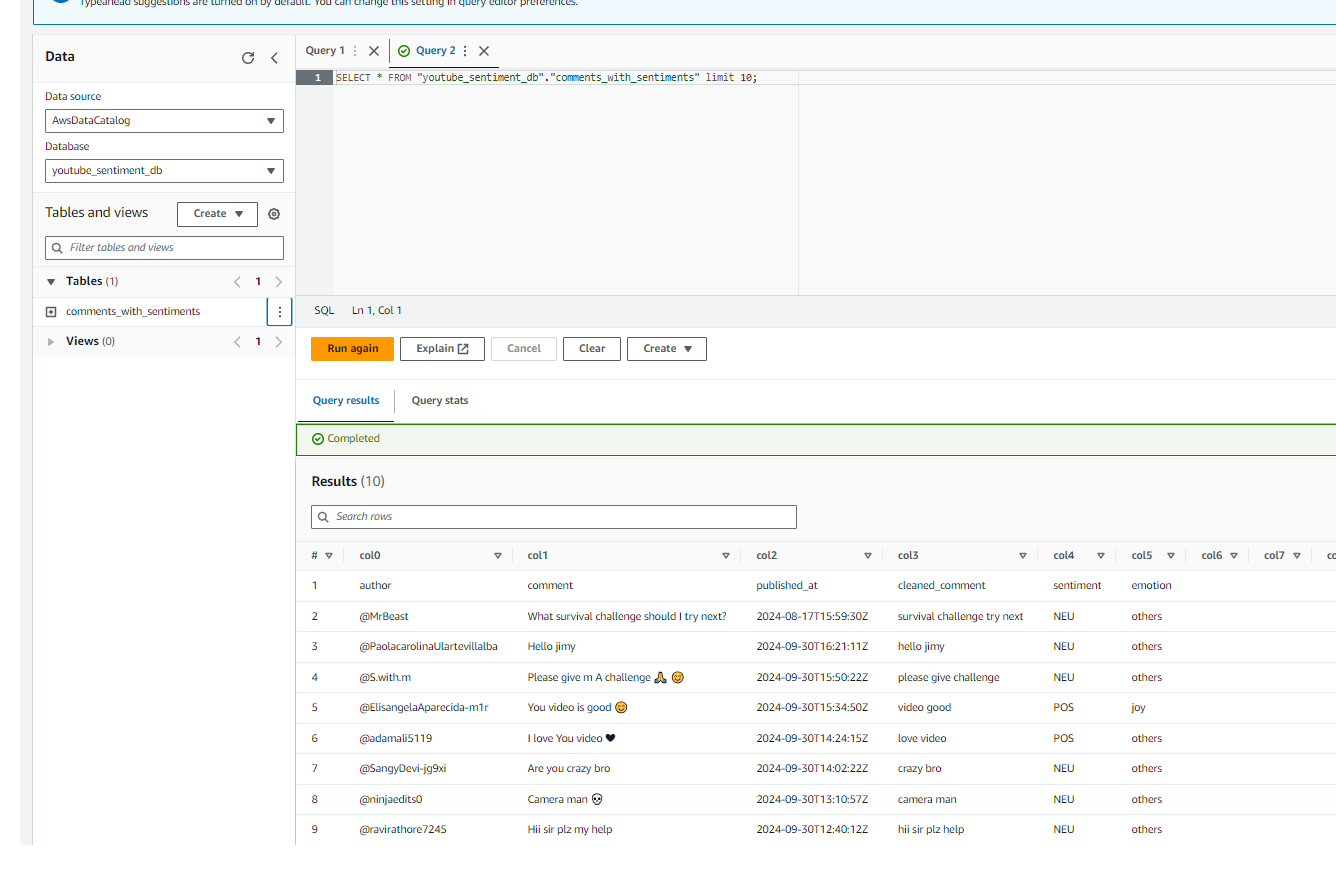 Typeahead suggestions are turned on by default. You can change this setting in query editor preferences.
Data
Query 1
Query 2
1 SELECT * FROM "youtube_sentiment_db"."comments_with_sentiments" limit 10;
Data source
AwsDataCatalog
Database
youtube_sentiment_db
Tables and views
Create
Filter tables and views
Tables (1)
1
comments_with_sentiments
Views (0)
1
SQL Ln 1, Col 1
Run again
Explain
Cancel
Clear
Create
Query results
Query stats
Completed
Results (10)
Search rows
# col0 col1 col2 col3 col4 col5 col6 col7 co
1 author comment published_at cleaned_comment sentiment emotion
2 @MrBeast What survival challenge should I try next? 2024-08-17T15:59:30Z survival challenge try next NEU others
3 @PaolacarolinaUlartevillalba Hello jimy 2024-09-30T16:21:11Z hello jimy NEU others
4 @S.with.m Please give m A challenge 🙏 😊 2024-09-30T15:50:22Z please give challenge NEU others
5 @ElisangelaAparecida-m1r You video is good 😊 2024-09-30T15:34:50Z video good POS joy
6 @adamali5119 I love You video ❤ 2024-09-30T14:24:15Z love video POS others
7 @SangyDevi-jg9xi Are you crazy bro 2024-09-30T14:02:22Z crazy bro NEU others
8 @ninjaedits0 Camera man 💀 2024-09-30T13:10:57Z camera man NEU others
9 @ravirathore7245 Hii sir plz my help 2024-09-30T12:40:12Z hii sir plz help NEU others